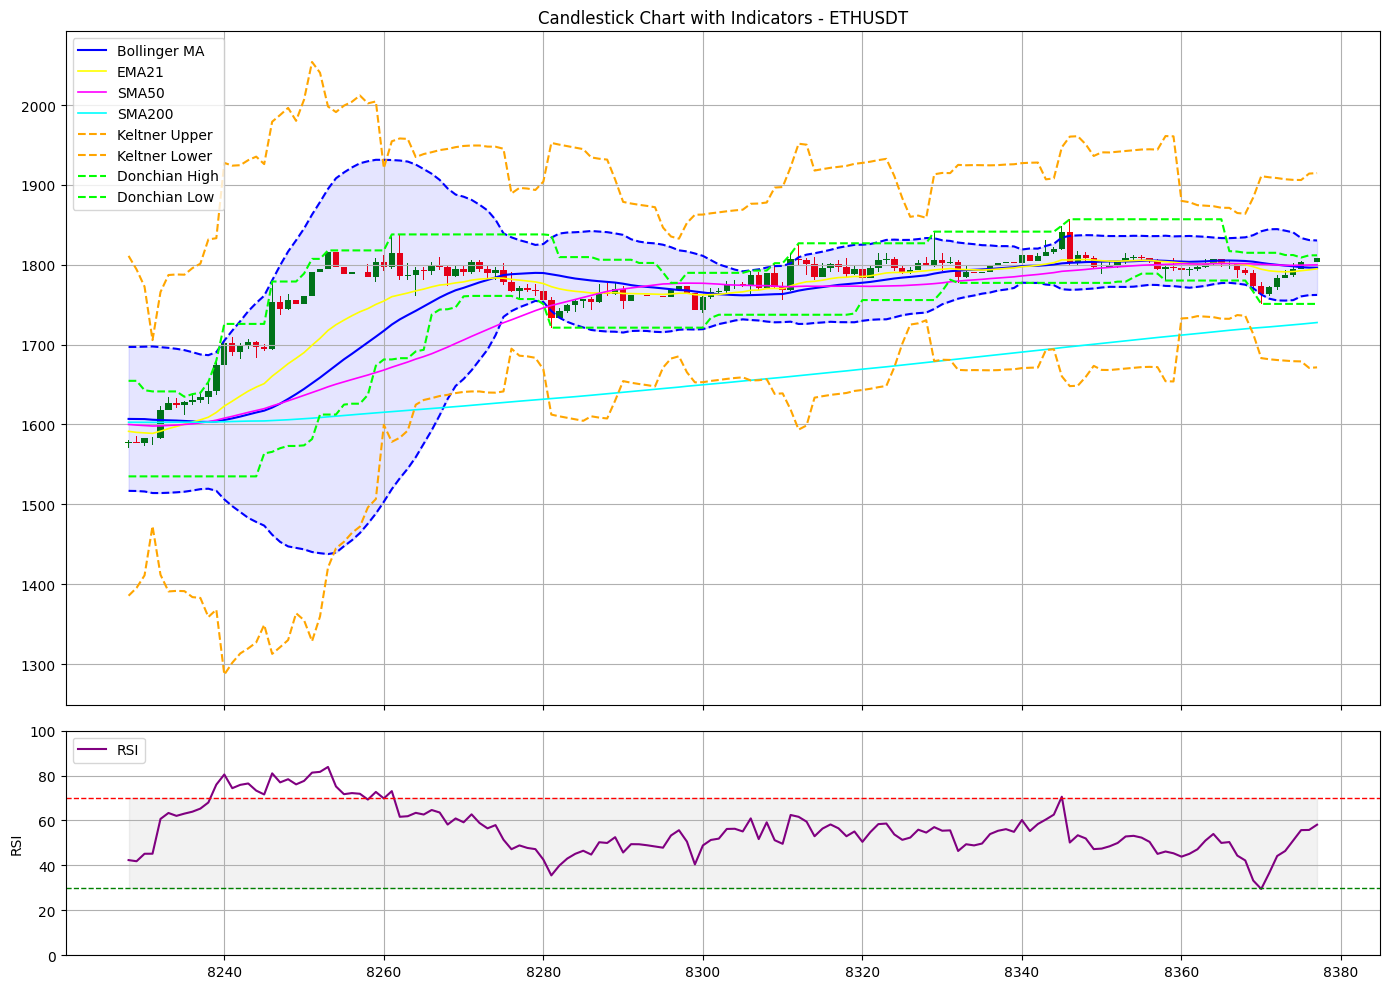 Candlestick Chart with Indicators - ETHUSDT
Bollinger MA
EMA21
SMA50
SMA200
Keltner Upper
Keltner Lower
Donchian High
Donchian Low
2000
1900
1800
1700
1600
1500
1400
1300
RSI
100
80
60
40
20
0
RSI
8240 8260 8280 8300 8320 8340 8360 8380